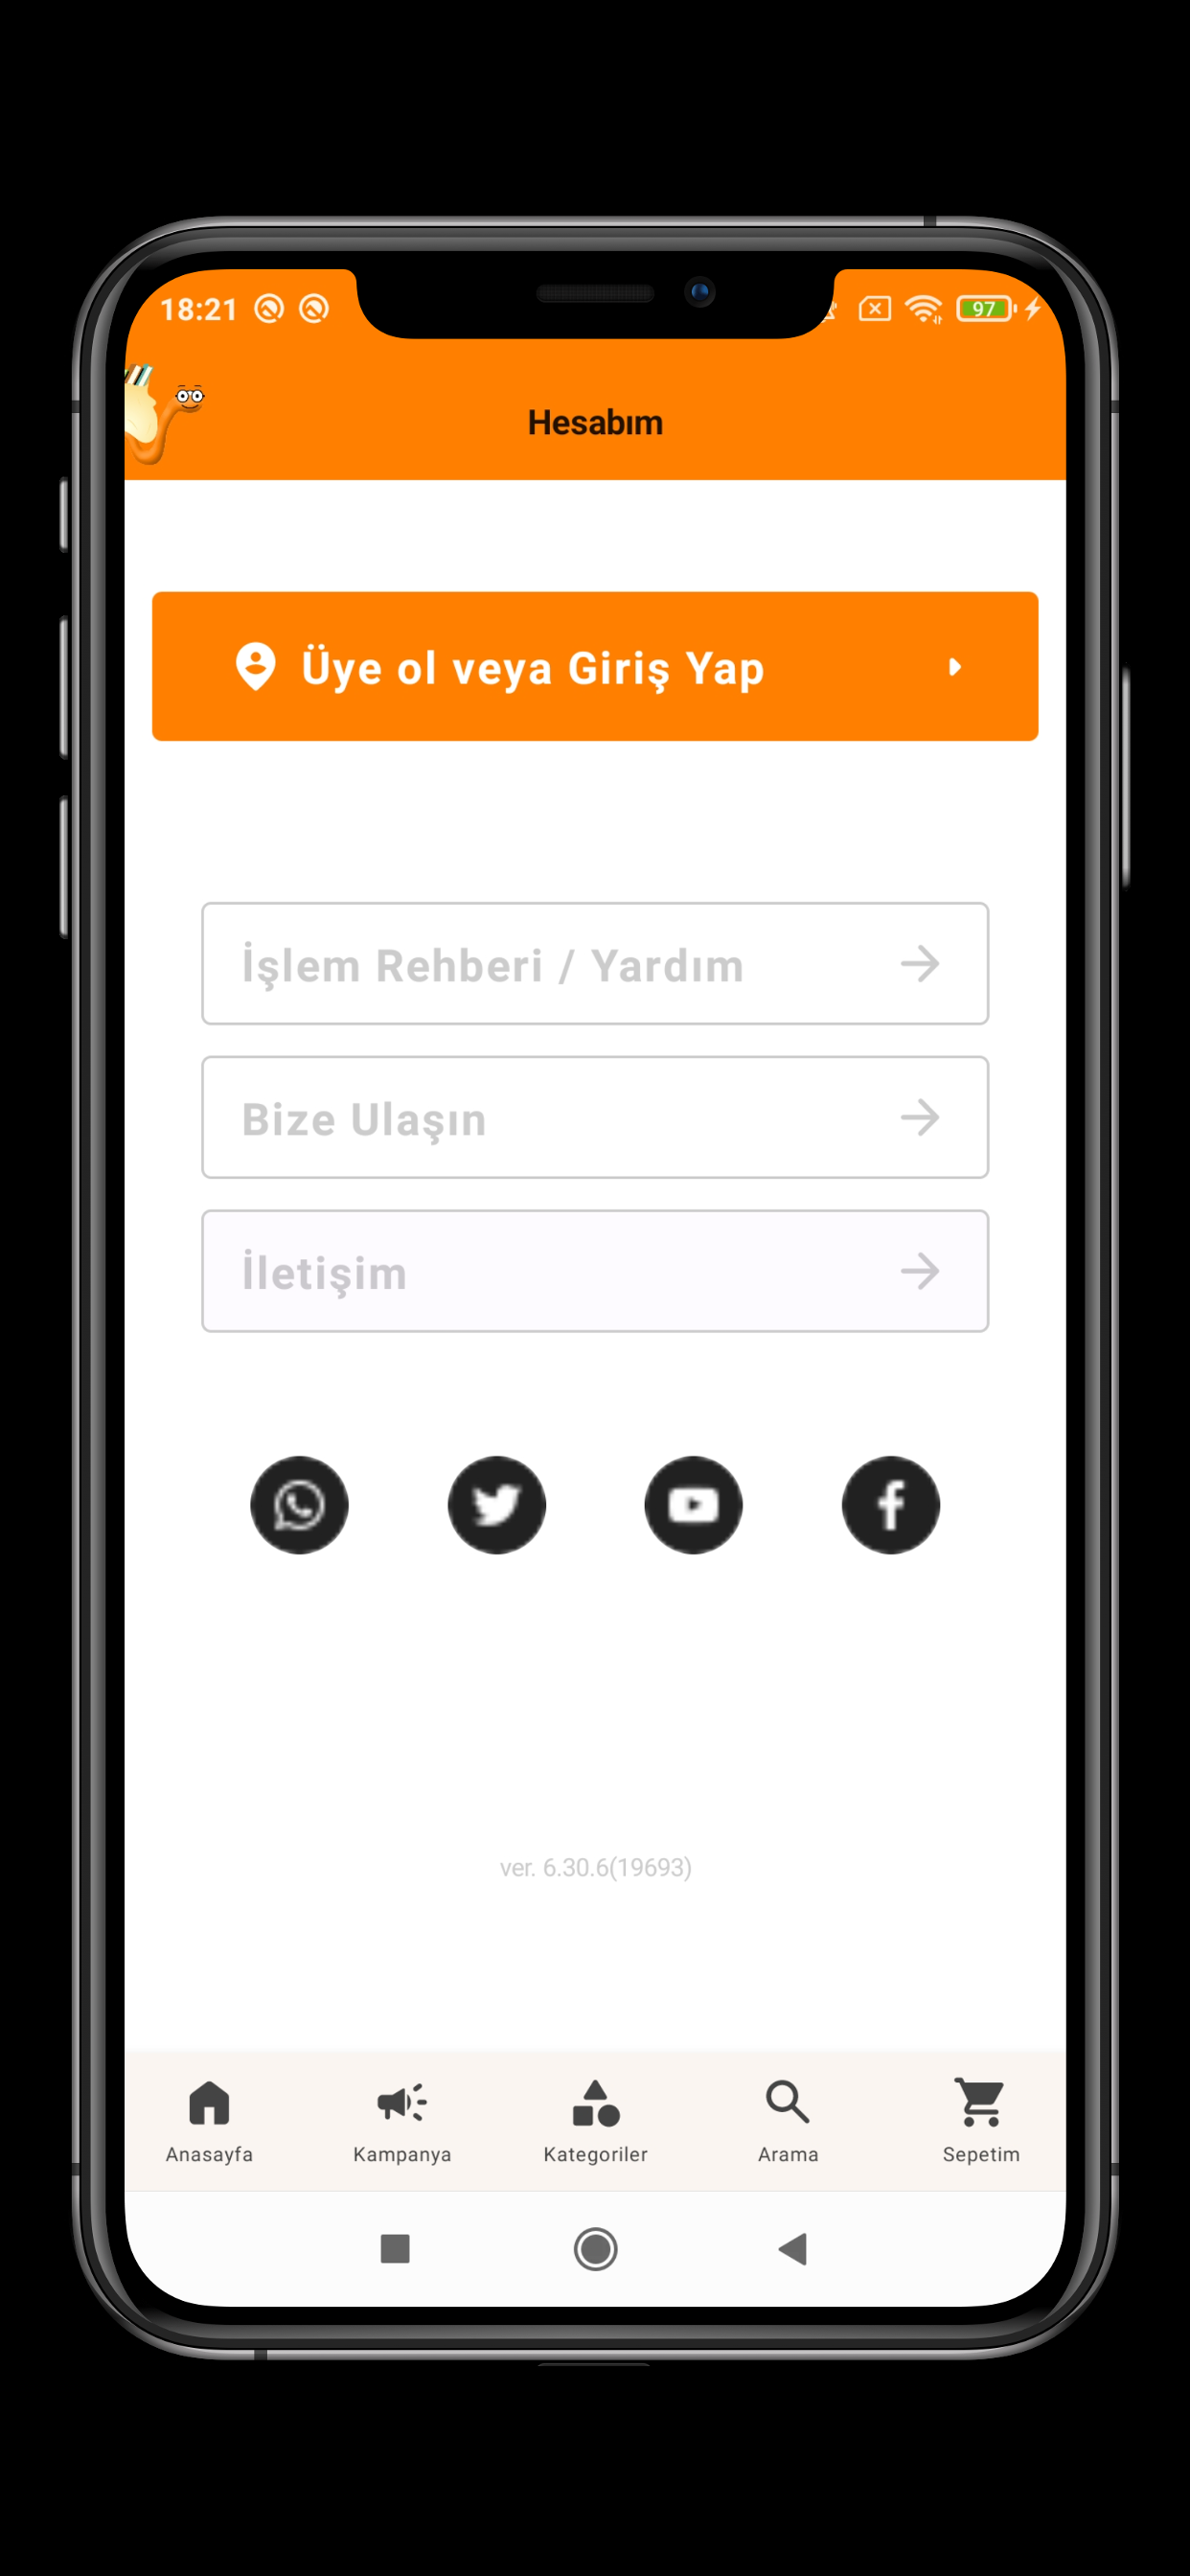 18:21
97
Hesabım
Üye ol veya Giriş Yap
İşlem Rehberi / Yardım
Bize Ulaşın
İletişim
ver. 6.30.6(19693)
Anasayfa
Kampanya
Kategoriler
Arama
Sepetim